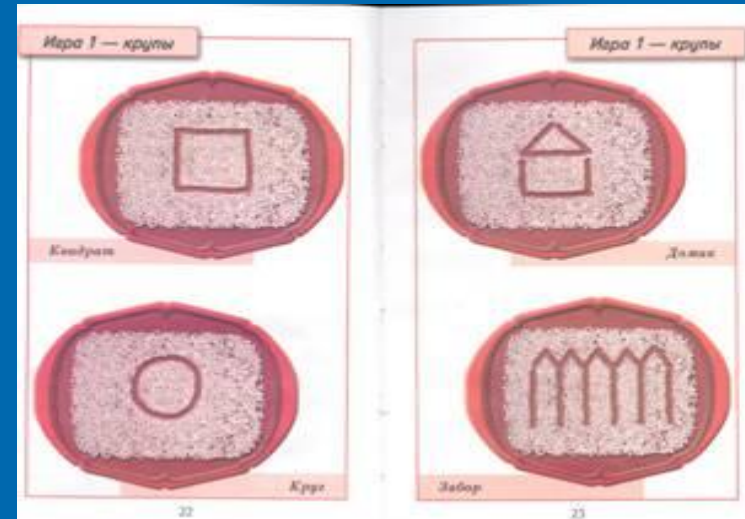 Игра 1 — крупы
Квадрат
Круг
22
Игра 1 — крупы
Домик
Забор
23